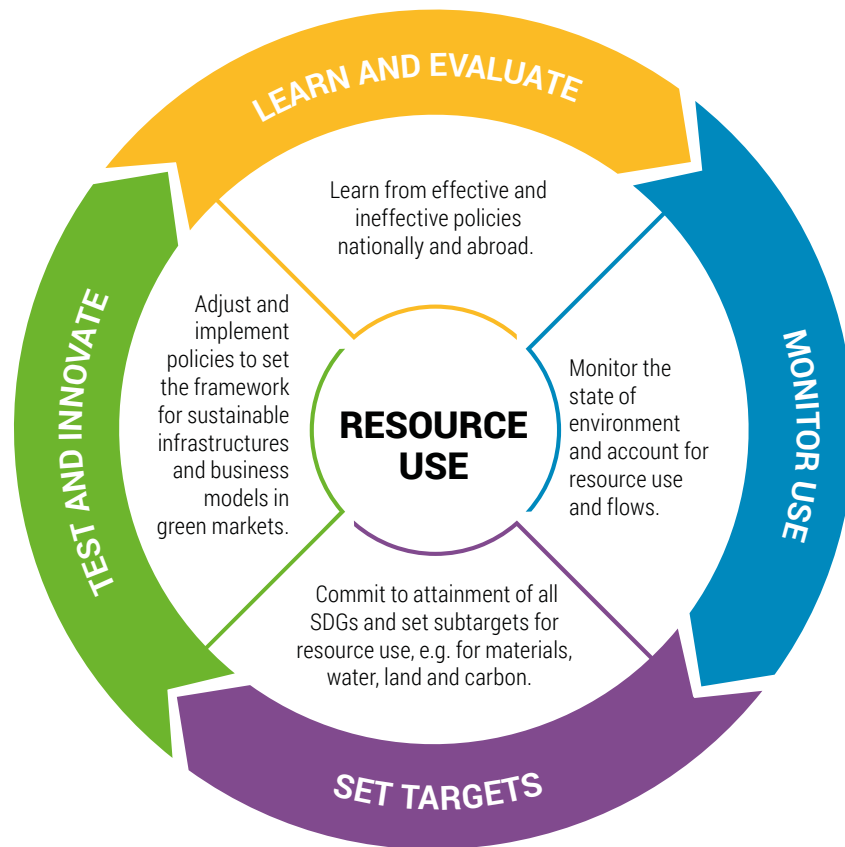 LEARN AND EVALUATE
Learn from effective and
ineffective policies
nationally and abroad.
MONITOR USE
Monitor the
state of
environment
and account for
resource use
and flows.
SET TARGETS
Commit to attainment of all
SDGs and set subtargets for
resource use, e.g. for materials,
water, land and carbon.
TEST AND INNOVATE
Adjust and
implement
policies to set
the framework
for sustainable
infrastructures
and business
models in
green markets.
RESOURCE
USE